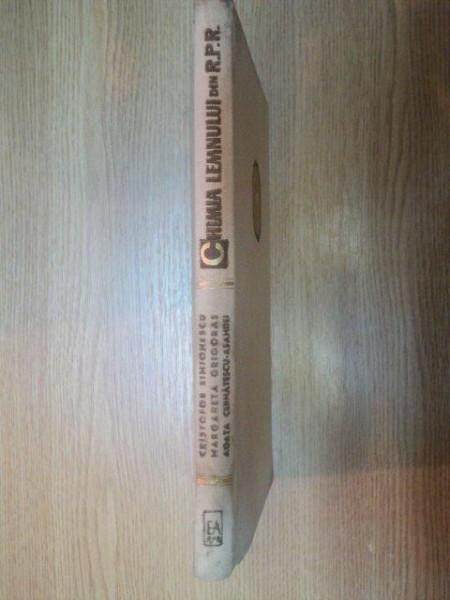 CHIMIA LEMNULUI DIN R.P.R.
CRISTOFOR SIMIONESCU
MARGARETA GRIGORAȘ
AGATA CERNĂTESCU-ASANDEI
EA